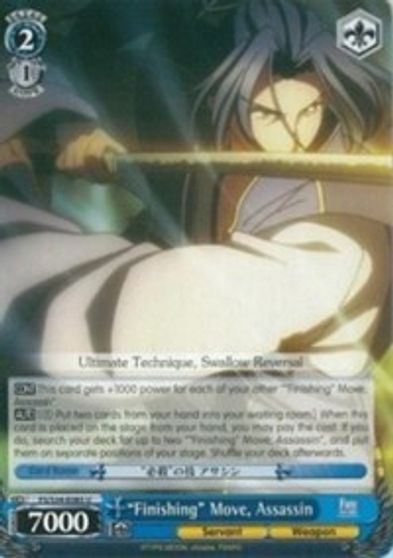 2
1
Ultimate Technique, Swallow Reversal
CONT This card gets +1000 power for each of your other "Finishing" Move,
Assassin".
AUTO [(1) Put two cards from your hand into your waiting room.] When this
card is placed on the stage from your hand, you may pay the cost. If you
do, search your deck for up to two "Finishing" Move, Assassin", and put
them on separate positions of your stage. Shuffle your deck afterwards.
Card Name
"必殺"の技 アサシン
7000
"Finishing" Move, Assassin
Servant
Weapon